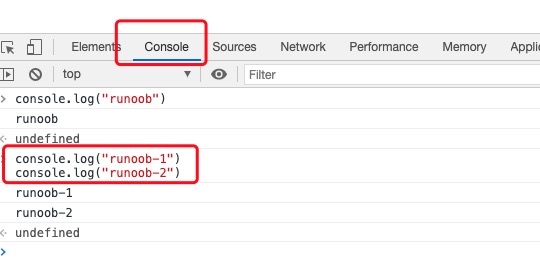 Elements Console Sources Network Performance Memory
top Filter
console.log("runoob")
runoob
undefined
console.log("runoob-1")
console.log("runoob-2")
runoob-1
runoob-2
undefined